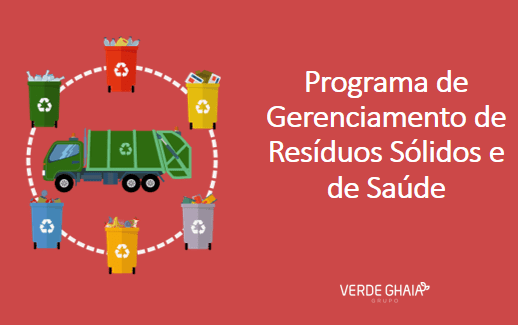 Programa de
Gerenciamento de
Resíduos Sólidos e
de Saúde
VERDE GHAIA
GRUPO